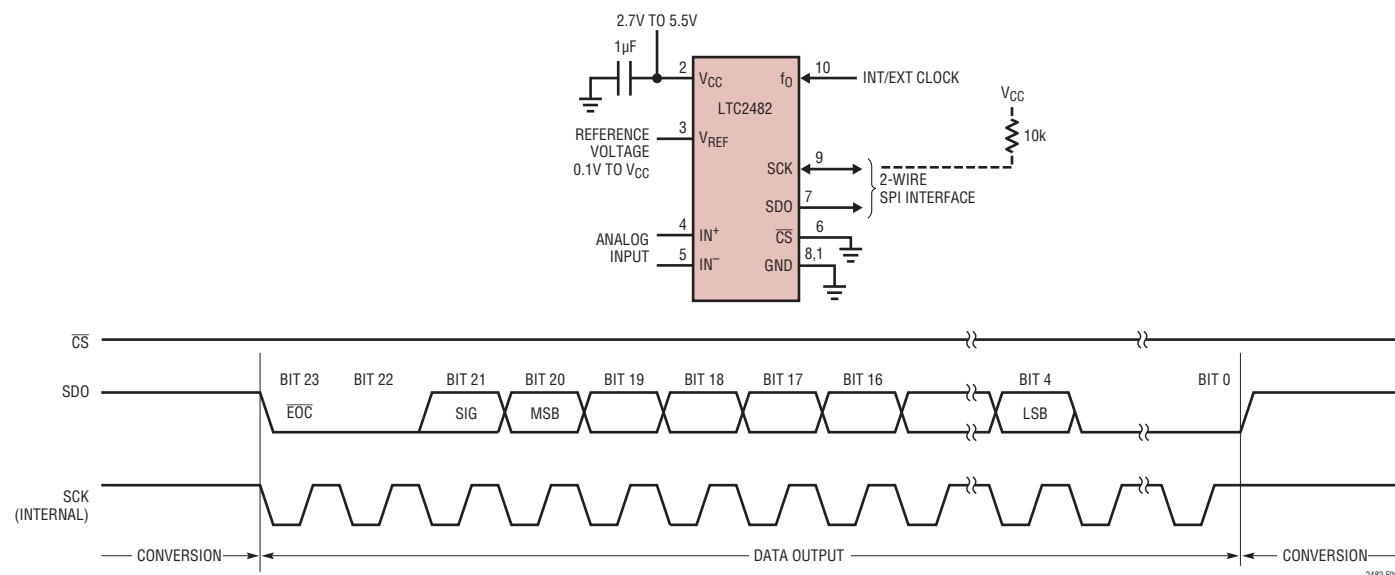 2.7V TO 5.5V
1µF
2
VCC
fO
10
INT/EXT CLOCK
LTC2482
VCC
10k
REFERENCE
VOLTAGE
0.1V TO VCC
3
VREF
SCK
9
2-WIRE
SPI INTERFACE
SDO
7
ANALOG
INPUT
4
IN+
5
IN−
CS
6
GND
8,1
CS
SDO
BIT 23
BIT 22
BIT 21
BIT 20
BIT 19
BIT 18
BIT 17
BIT 16
BIT 4
BIT 0
EOC
SIG
MSB
LSB
SCK
(INTERNAL)
CONVERSION
DATA OUTPUT
CONVERSION